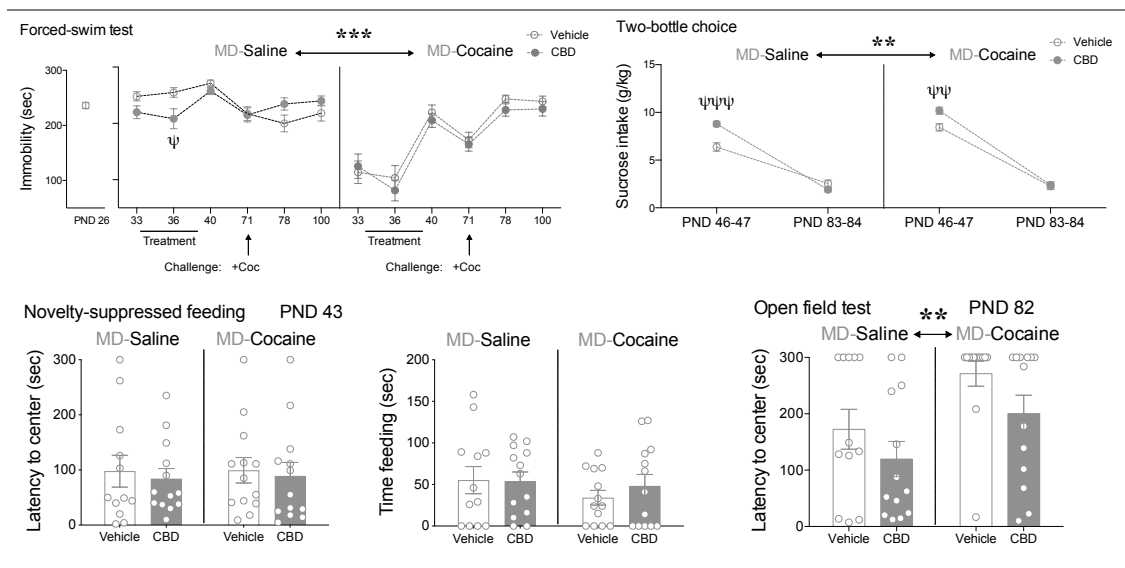 Forced-swim test
MD-Saline *** MD-Cocaine
Vehicle
CBD
Immobility (sec)
300
200
100
ψ
PND 26 33 36 40 71 78 100 33 36 40 71 78 100
Treatment Treatment
Challenge: +Coc Challenge: +Coc
Two-bottle choice
MD-Saline ** MD-Cocaine
Vehicle
CBD
Sucrose intake (g/kg)
15
10
5
0
ψψψ ψψ
PND 46-47 PND 83-84 PND 46-47 PND 83-84
Novelty-suppressed feeding PND 43
MD-Saline MD-Cocaine
Latency to center (sec)
300
200
100
0
Vehicle CBD Vehicle CBD
MD-Saline MD-Cocaine
Time feeding (sec)
200
150
100
50
0
Vehicle CBD Vehicle CBD
Open field test ** PND 82
MD-Saline MD-Cocaine
Latency to center (sec)
300
200
100
0
Vehicle CBD Vehicle CBD